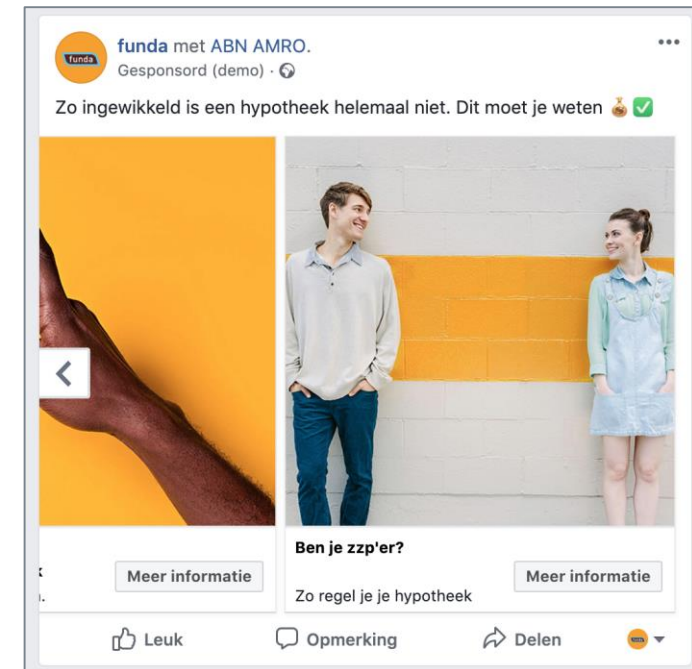 funda
funda met ABN AMRO.
Gesponsord (demo) ·
Zo ingewikkeld is een hypotheek helemaal niet. Dit moet je weten
Meer informatie
Ben je zzp'er?
Zo regel je je hypotheek
Meer informatie
Leuk
Opmerking
Delen